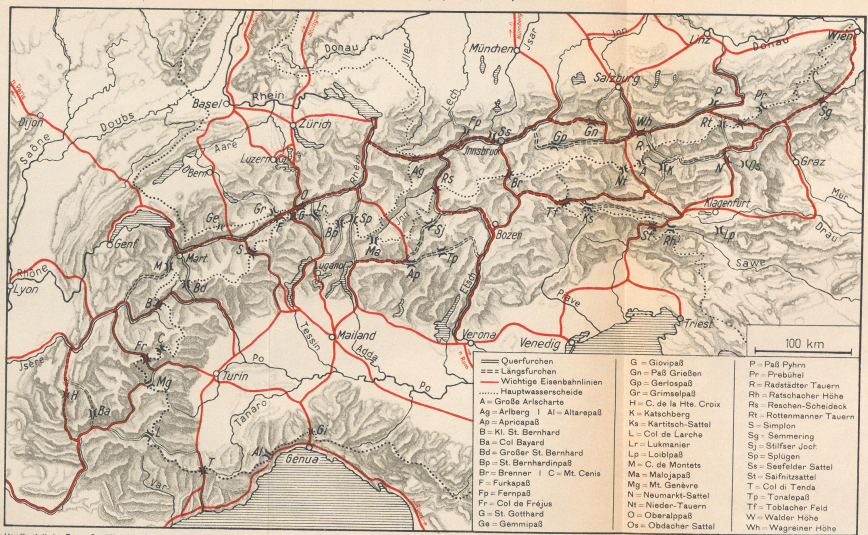 Dijon
Saône
Doubs
Basel
Rhein
Zürich
Luzern
Aare
Bern
Donau
Iller
Lech
Isar
München
Inn
Salzburg
Linz
Donau
Wien
Innsbruck
Fp
Ss
Gp
Gn
Wh
P
Pr
Rt
Sg
R
A
K
Nt
N
Os
Graz
Mur
Drau
Klagenfurt
Sawe
Lp
Rh
St
Ks
Tf
Br
Bozen
Etsch
Rs
Ag
Rhein
Inn
Sj
Tp
Ap
Ma
Sp
Bp
Lr
O
G
F
Gr
Ge
S
Lugano
Genf
Mart.
M
Bd
B
Rhône
Lyon
Isère
Fr
Mg
H
Ba
Turin
Po
Tessin
Mailand
Adda
Po
Verona
Venedig
Piave
Triest
Tanaro
Var
T
Al
Genua
Gi
100 km
Querfurchen
Längsfurchen
Wichtige Eisenbahnlinien
Hauptwasserscheide
A = Große Arlscharte
Ag = Arlberg | Al = Altarepaß
Ap = Apricapaß
B = Kl. St. Bernhard
Ba = Col Bayard
Bd = Großer St. Bernhard
Bp = St. Bernhardinpaß
Br = Brenner | C = Mt. Cenis
F = Furkapaß
Fp = Fernpaß
Fr = Col de Fréjus
G = St. Gotthard
Ge = Gemmipaß
G = Giovipaß
Gn = Paß Grießen
Gp = Gerlospaß
Gr = Grimselpaß
H = C. de la Hte. Croix
K = Katschberg
Ks = Kartitsch-Sattel
L = Col de Larche
Lr = Lukmanier
Lp = Loiblpaß
M = C. de Montets
Ma = Malojapaß
Mg = Mt. Genèvre
N = Neumarkt-Sattel
Nt = Nieder-Tauern
O = Oberalppaß
Os = Obdacher Sattel
P = Paß Pyhrn
Pr = Prebühel
R = Radstädter Tauern
Rh = Ratschacher Höhe
Rs = Reschen-Scheideck
Rt = Rottenmanner Tauern
S = Simplon
Sg = Semmering
Sj = Stilfser Joch
Sp = Splügen
Ss = Seefelder Sattel
St = Saifnitzsattel
T = Col di Tenda
Tp = Tonalepaß
Tf = Toblacher Feld
W = Walder Höhe
Wh = Wagreiner Höhe